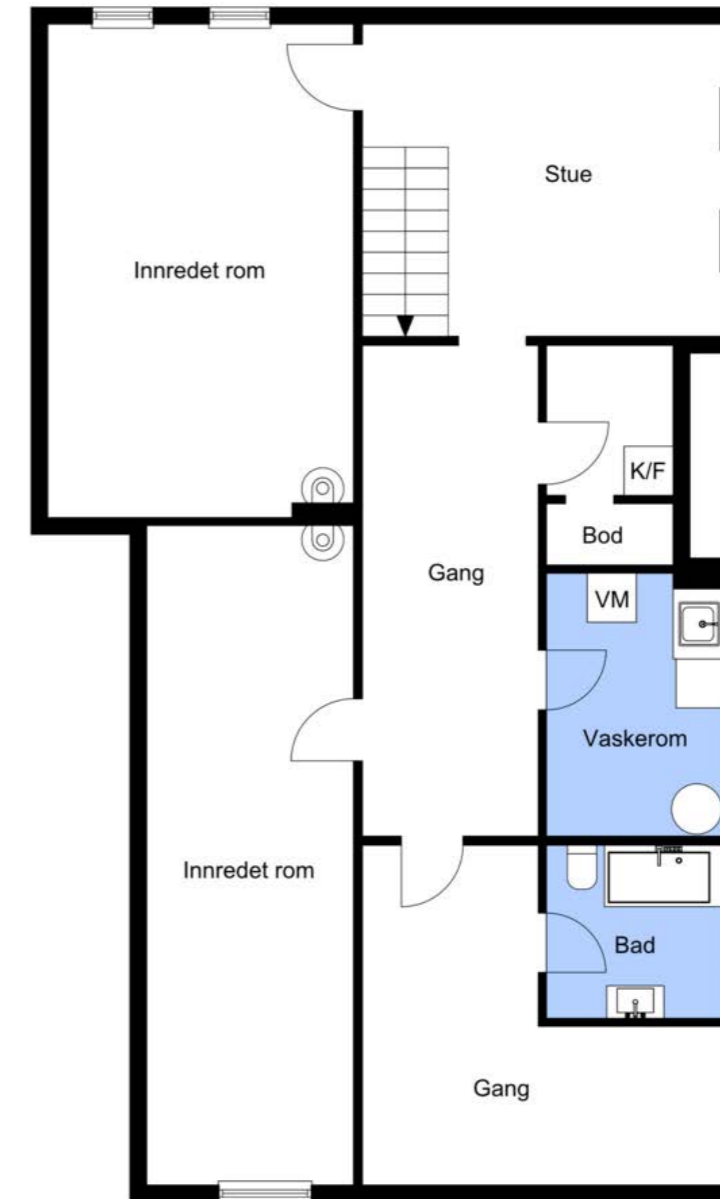 Stue
Innredet rom
K/F
Bod
Gang
VM
Vaskerom
Innredet rom
Bad
Gang